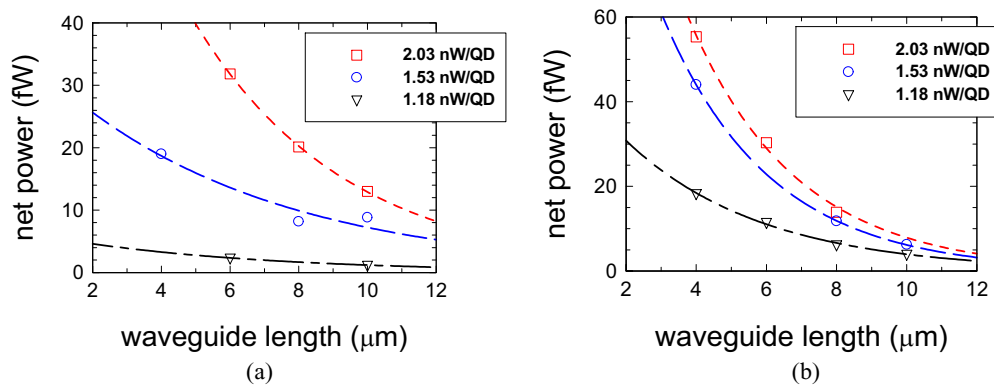 40
30
20
10
0
net power (fW)
2.03 nW/QD
1.53 nW/QD
1.18 nW/QD
2 4 6 8 10 12
waveguide length (μm)
(a)
60
40
20
0
net power (fW)
2.03 nW/QD
1.53 nW/QD
1.18 nW/QD
2 4 6 8 10 12
waveguide length (μm)
(b)